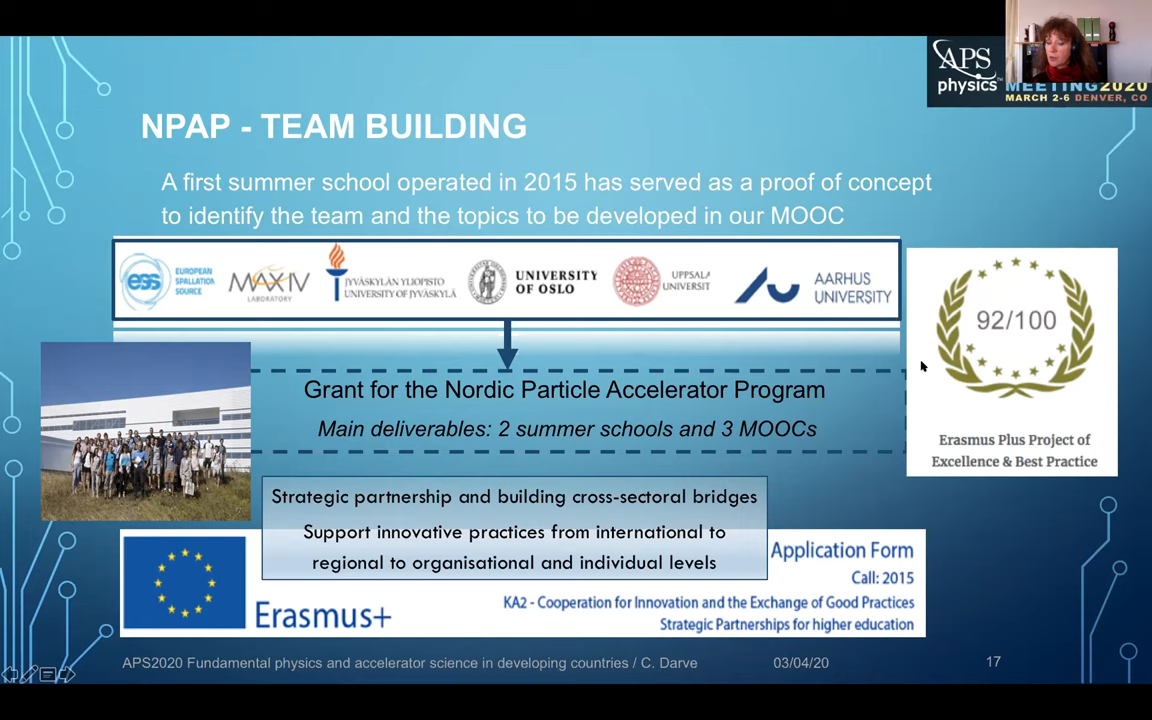 APS
physics™
MEETING2020
MARCH 2-6 DENVER, CO
NPAP - TEAM BUILDING
A first summer school operated in 2015 has served as a proof of concept
to identify the team and the topics to be developed in our MOOC
ess
EUROPEAN
SPALLATION
SOURCE
MAXIV
LABORATORY
JYVÄSKYLÄN YLIOPISTO
UNIVERSITY OF JYVÄSKYLÄ
UNIVERSITY
OF OSLO
UPPSALA
UNIVERSIT
AARHUS
UNIVERSITY
92/100
Erasmus Plus Project of
Excellence & Best Practice
Grant for the Nordic Particle Accelerator Program
Main deliverables: 2 summer schools and 3 MOOCs
Strategic partnership and building cross-sectoral bridges
Support innovative practices from international to
regional to organisational and individual levels
Erasmus+
Application Form
Call: 2015
KA2 - Cooperation for Innovation and the Exchange of Good Practices
Strategic Partnerships for higher education
APS2020 Fundamental physics and accelerator science in developing countries / C. Darve
03/04/20
17